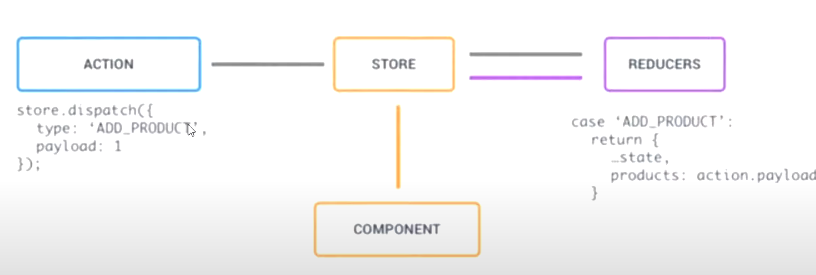 ACTION
STORE
REDUCERS
store.dispatch({
type: ‘ADD_PRODUCT’,
payload: 1
});
case ‘ADD_PRODUCT’:
return {
…state,
products: action.payload
}
COMPONENT